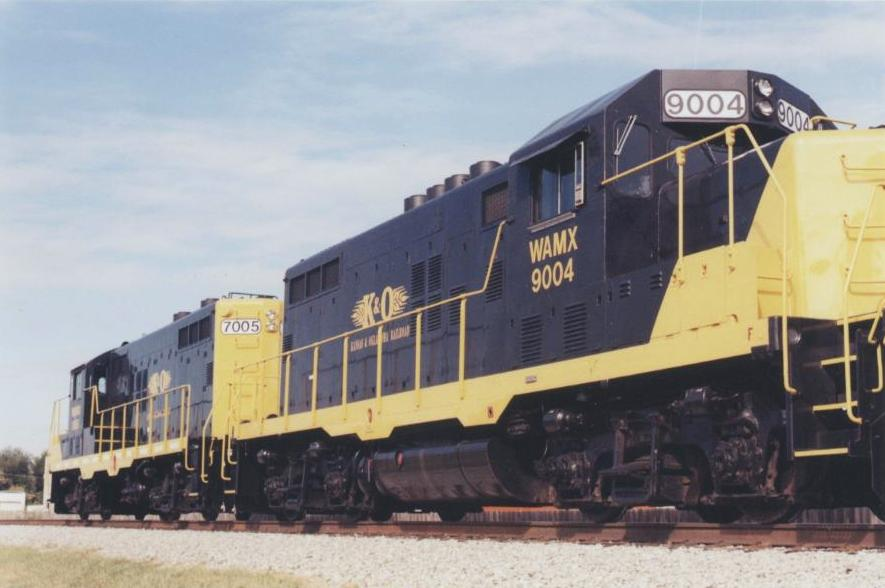 9004
9004
WAMX
9004
K&O
KANSAS & OKLAHOMA RAILROAD
F
7005
K&O